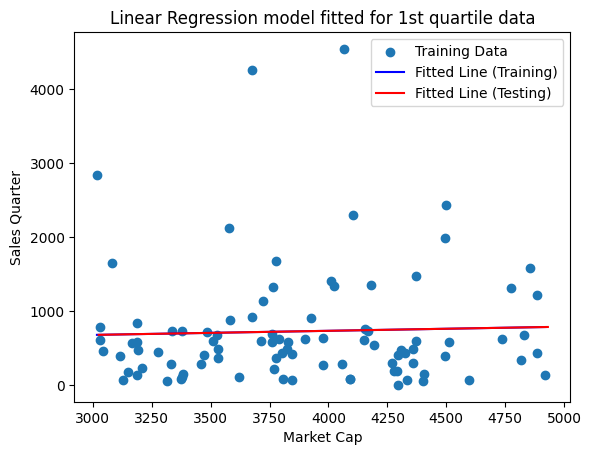 Linear Regression model fitted for 1st quartile data
Training Data
Fitted Line (Training)
Fitted Line (Testing)
4000
3000
2000
1000
0
Sales Quarter
3000 3250 3500 3750 4000 4250 4500 4750 5000
Market Cap